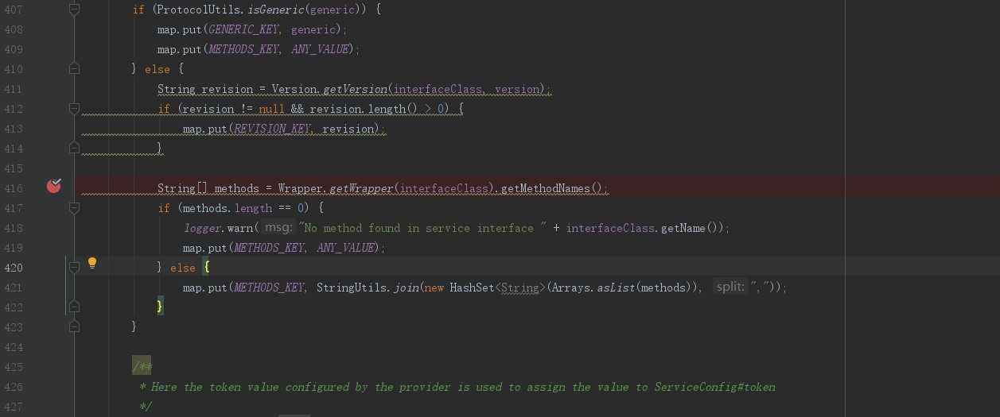 407 if (ProtocolUtils.isGeneric(generic)) {
408 map.put(GENERIC_KEY, generic);
409 map.put(METHODS_KEY, ANY_VALUE);
410 } else {
411 String revision = Version.getVersion(interfaceClass, version);
412 if (revision != null && revision.length() > 0) {
413 map.put(REVISION_KEY, revision);
414 }
415
416 String[] methods = Wrapper.getWrapper(interfaceClass).getMethodNames();
417 if (methods.length == 0) {
418 logger.warn( msg: "No method found in service interface " + interfaceClass.getName());
419 map.put(METHODS_KEY, ANY_VALUE);
420 } else {
421 map.put(METHODS_KEY, StringUtils.join(new HashSet<String>(Arrays.asList(methods)), split: ","));
422 }
423 }
424
425 /**
426 * Here the token value configured by the provider is used to assign the value to ServiceConfig#token
427 */